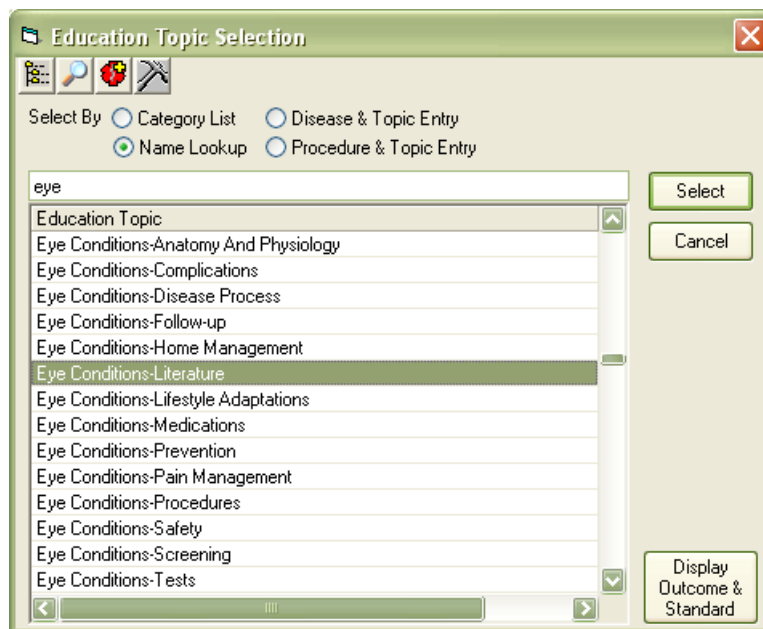 Education Topic Selection
Select By Category List Disease & Topic Entry
Name Lookup Procedure & Topic Entry
eye
Select
Education Topic
Cancel
Eye Conditions-Anatomy And Physiology
Eye Conditions-Complications
Eye Conditions-Disease Process
Eye Conditions-Follow-up
Eye Conditions-Home Management
Eye Conditions-Literature
Eye Conditions-Lifestyle Adaptations
Eye Conditions-Medications
Eye Conditions-Prevention
Eye Conditions-Pain Management
Eye Conditions-Procedures
Eye Conditions-Safety
Eye Conditions-Screening
Eye Conditions-Tests
Display
Outcome &
Standard